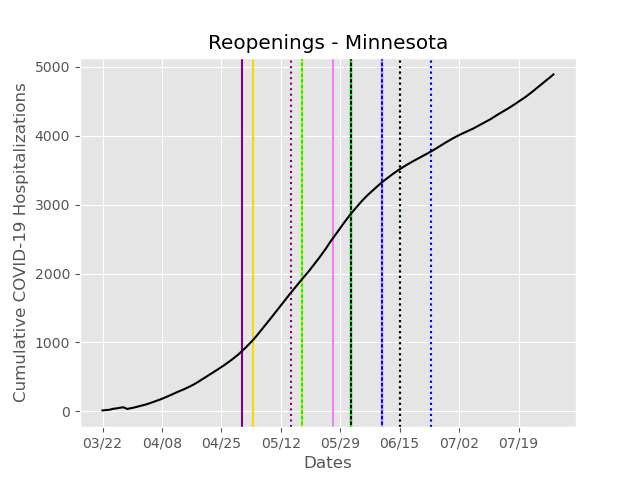 Reopenings - Minnesota
Cumulative COVID-19 Hospitalizations
5000
4000
3000
2000
1000
0
03/22 04/08 04/25 05/12 05/29 06/15 07/02 07/19
Dates